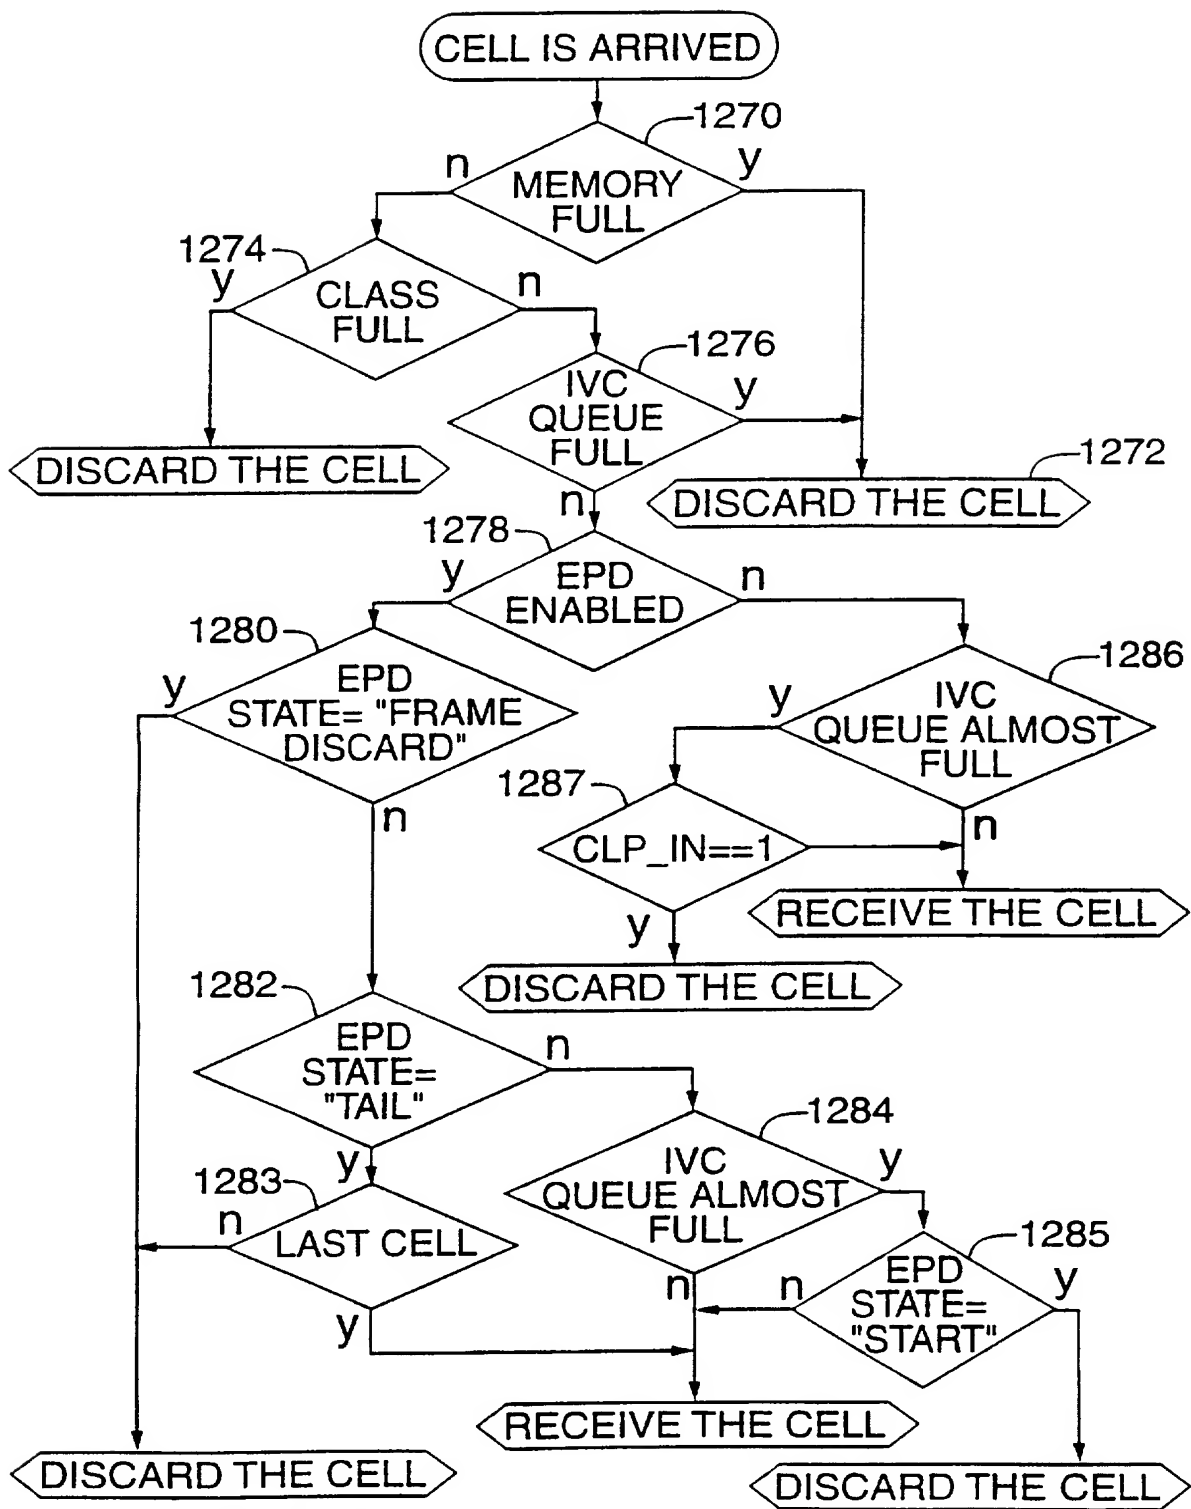 CELL IS ARRIVED
1270
n
y
MEMORY
FULL
1274
y
n
CLASS
FULL
1276
IVC
QUEUE
FULL
y
DISCARD THE CELL
1272
DISCARD THE CELL
n
1278
y
n
EPD
ENABLED
1280
y
EPD
STATE= "FRAME
DISCARD"
n
1286
y
IVC
QUEUE ALMOST
FULL
n
1287
CLP_IN==1
RECEIVE THE CELL
y
DISCARD THE CELL
1282
EPD
STATE=
"TAIL"
n
y
1284
IVC
QUEUE ALMOST
FULL
y
n
1283
n
LAST CELL
y
1285
n
y
EPD
STATE=
"START"
RECEIVE THE CELL
DISCARD THE CELL
DISCARD THE CELL